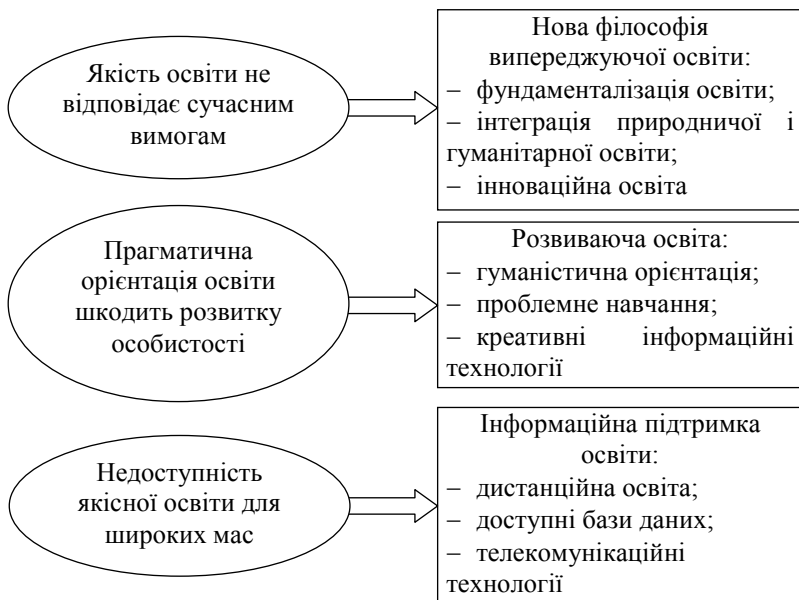 Якість освіти не
відповідає сучасним
вимогам
Нова філософія
випереджуючої освіти:
– фундаменталізація освіти;
– інтеграція природничої і
гуманітарної освіти;
– інноваційна освіта
Прагматична
орієнтація освіти
шкодить розвитку
особистості
Розвиваюча освіта:
– гуманістична орієнтація;
– проблемне навчання;
– креативні інформаційні
технології
Недоступність
якісної освіти для
широких мас
Інформаційна підтримка
освіти:
– дистанційна освіта;
– доступні бази даних;
– телекомунікаційні
технології